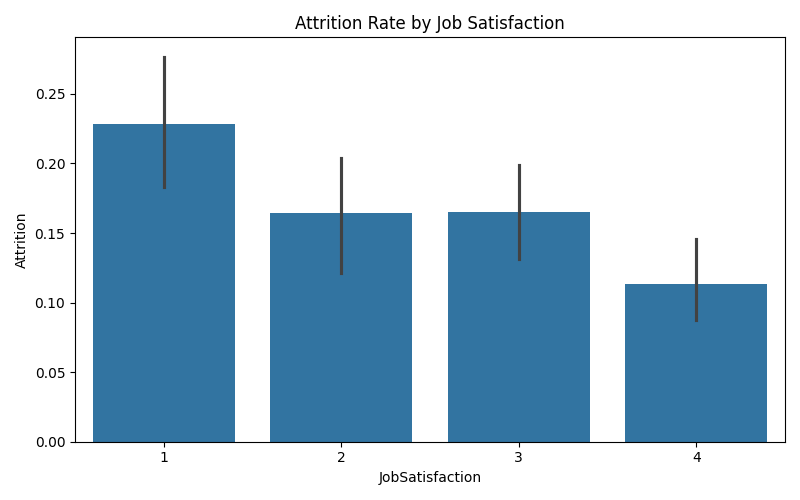 Attrition Rate by Job Satisfaction
Attrition
0.25
0.20
0.15
0.10
0.05
0.00
1 2 3 4
JobSatisfaction